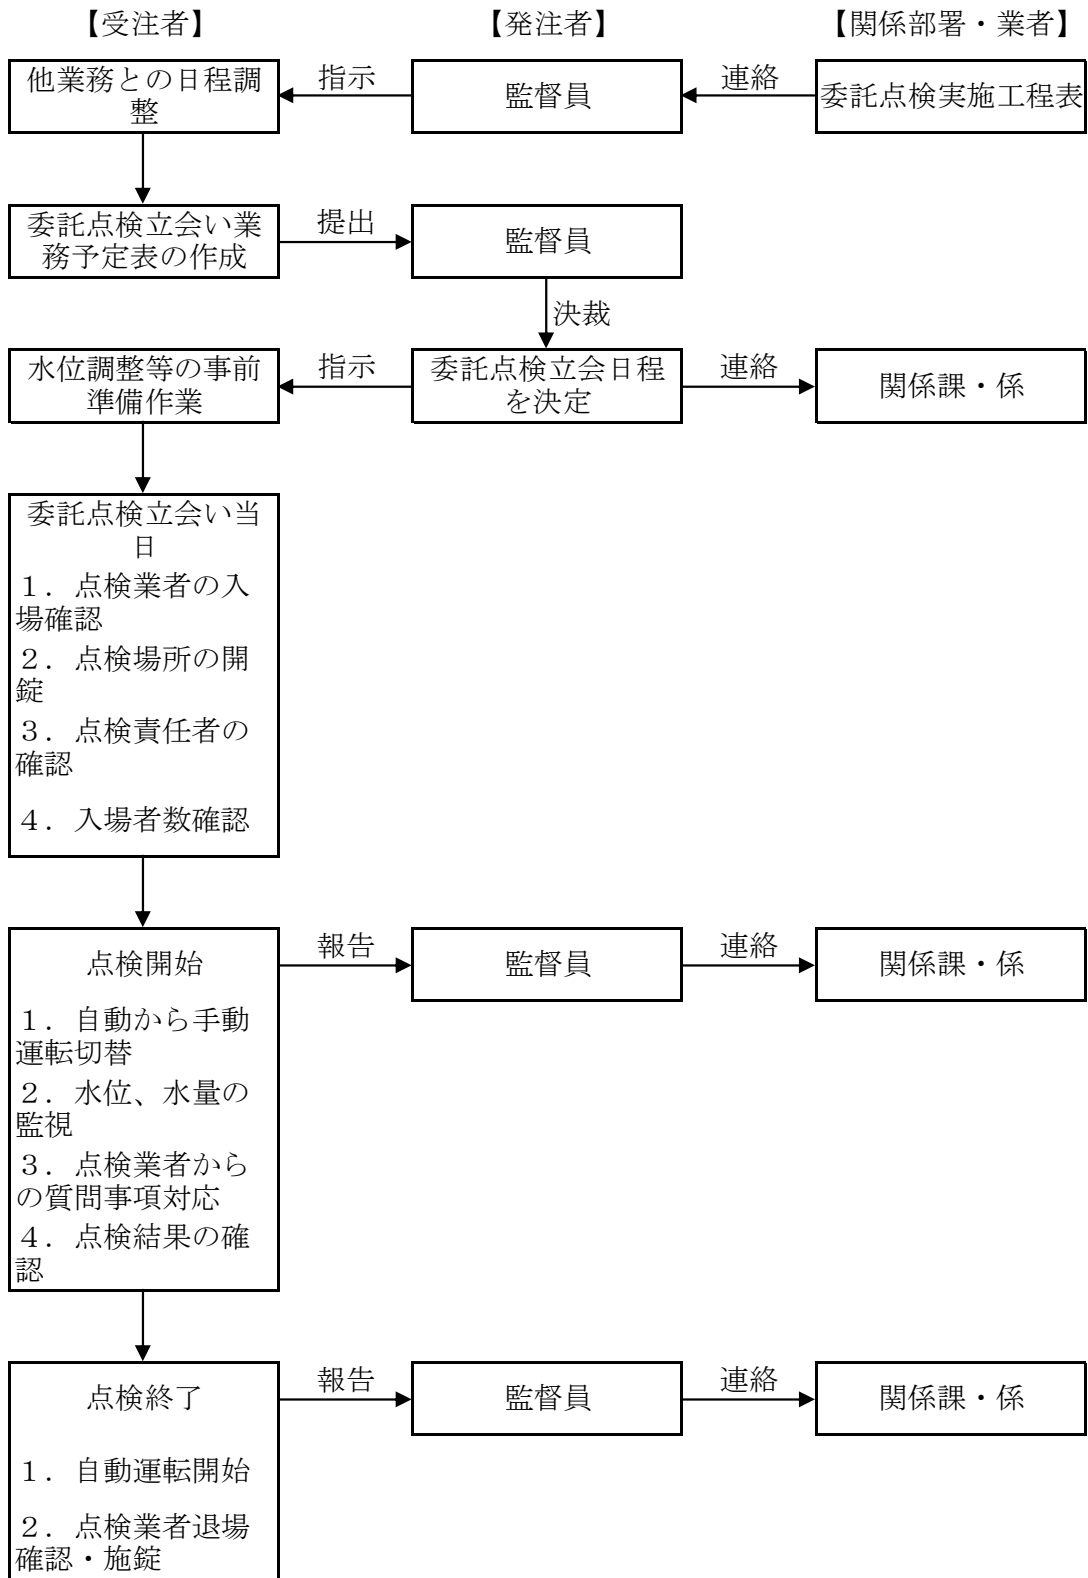 【受注者】
【発注者】
【関係部署・業者】
他業務との日程調
整
指示
監督員
連絡
委託点検実施工程表
委託点検立会い業
務予定表の作成
提出
監督員
決裁
水位調整等の事前
準備作業
指示
委託点検立会日程
を決定
連絡
関係課・係
委託点検立会い当
日
１．点検業者の入
場確認
２．点検場所の開
錠
３．点検責任者の
確認
４．入場者数確認
点検開始
報告
監督員
連絡
関係課・係
１．自動から手動
運転切替
２．水位、水量の
監視
３．点検業者から
の質問事項対応
４．点検結果の確
認
点検終了
報告
監督員
連絡
関係課・係
１．自動運転開始
２．点検業者退場
確認・施錠